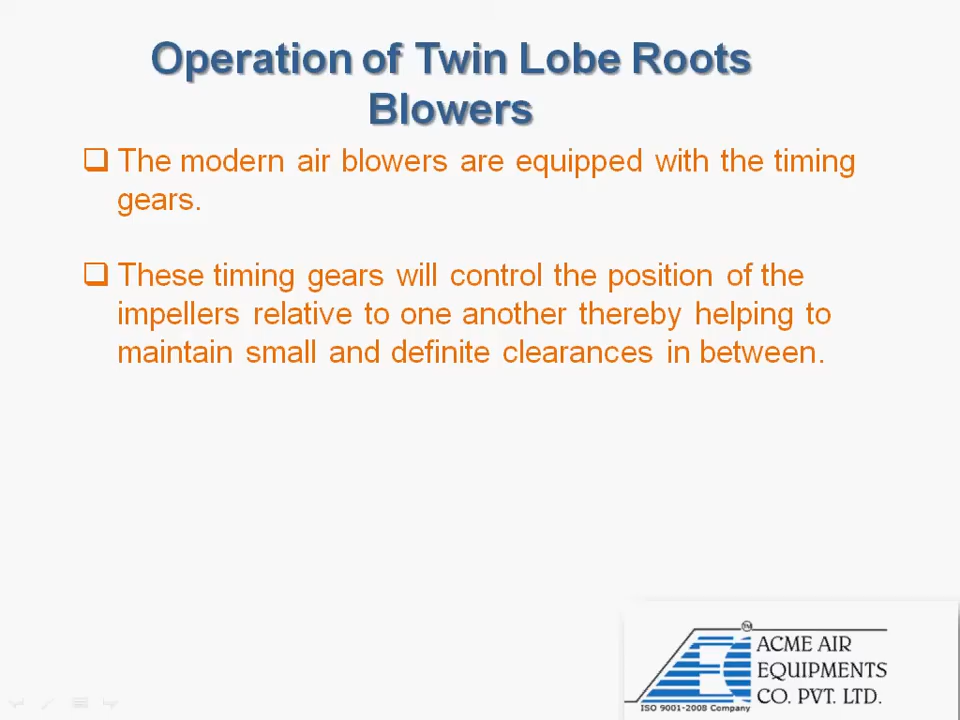 Operation of Twin Lobe Roots
Blowers
The modern air blowers are equipped with the timing
gears.
These timing gears will control the position of the
impellers relative to one another thereby helping to
maintain small and definite clearances in between.
TM
ACME AIR
EQUIPMENTS
CO. PVT. LTD.
ISO 9001-2008 Company